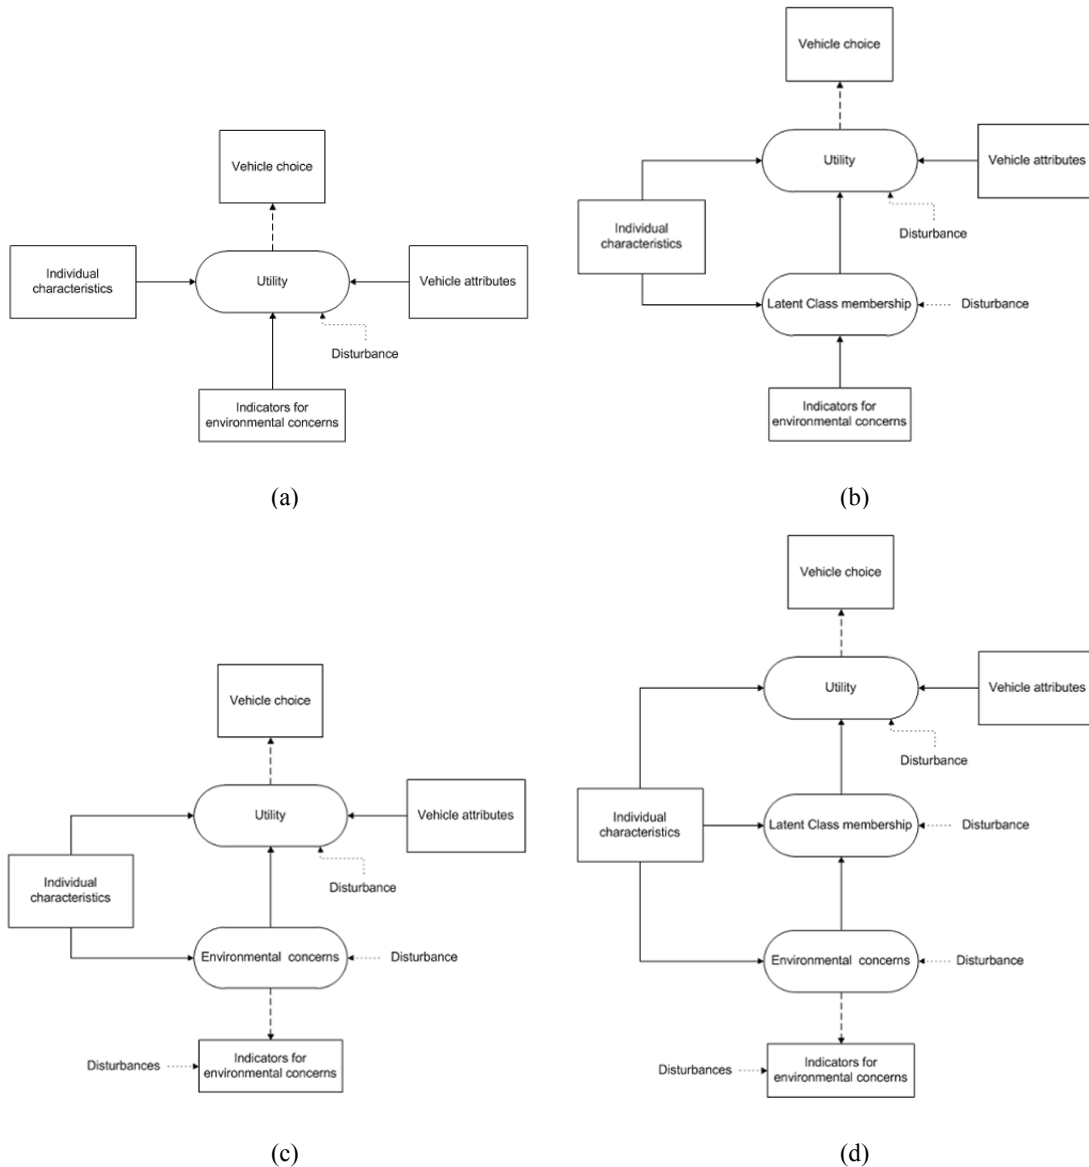 Vehicle choice
Individual
characteristics
Utility
Vehicle attributes
Disturbance
Indicators for
environmental concerns
(a)
Vehicle choice
Utility
Vehicle attributes
Individual
characteristics
Disturbance
Latent Class membership
Disturbance
Indicators for
environmental concerns
(b)
Vehicle choice
Utility
Vehicle attributes
Individual
characteristics
Disturbance
Environmental concerns
Disturbance
Disturbances
Indicators for
environmental concerns
(c)
Vehicle choice
Utility
Vehicle attributes
Disturbance
Individual
characteristics
Latent Class membership
Disturbance
Environmental concerns
Disturbance
Disturbances
Indicators for
environmental concerns
(d)